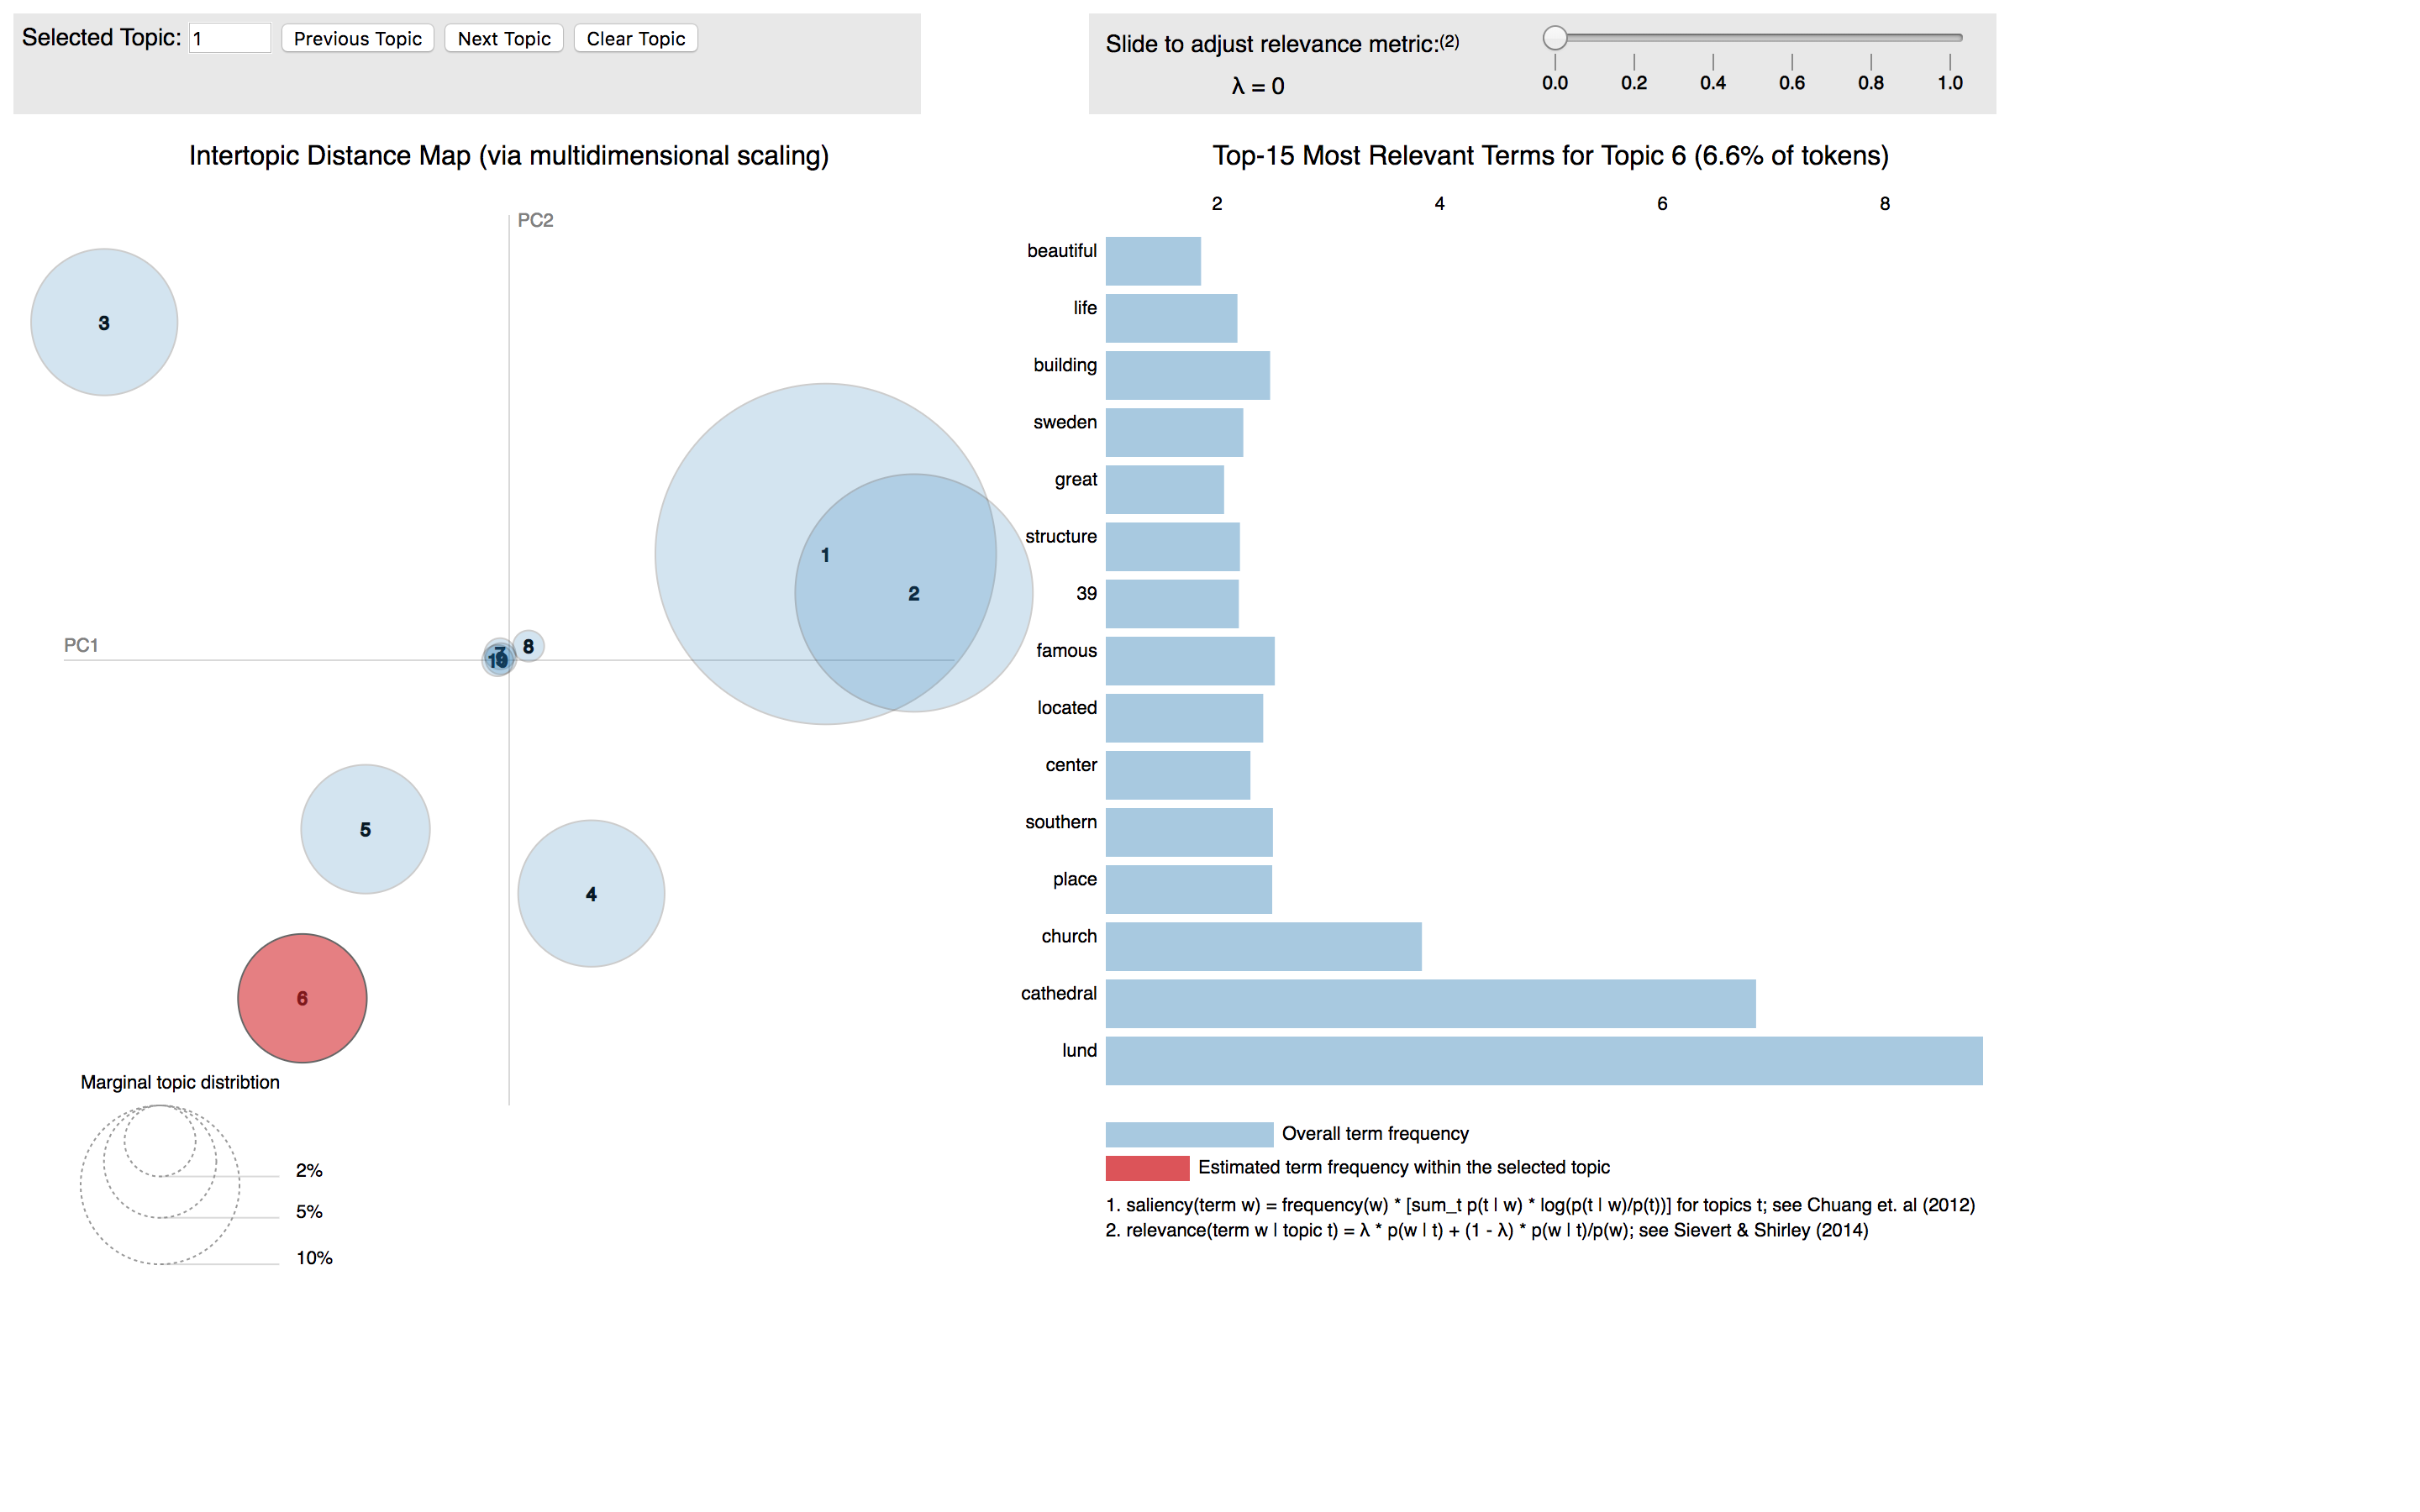 Selected Topic: 1 Previous Topic Next Topic Clear Topic
Slide to adjust relevance metric:(2)
λ = 0
0.0 0.2 0.4 0.6 0.8 1.0
Intertopic Distance Map (via multidimensional scaling)
PC2
PC1
3
1
2
8
7
10
5
4
6
Marginal topic distribtion
2%
5%
10%
Top-15 Most Relevant Terms for Topic 6 (6.6% of tokens)
2 4 6 8
beautiful
life
building
sweden
great
structure
39
famous
located
center
southern
place
church
cathedral
lund
Overall term frequency
Estimated term frequency within the selected topic
1. saliency(term w) = frequency(w) * [sum_t p(t | w) * log(p(t | w)/p(t))] for topics t; see Chuang et. al (2012)
2. relevance(term w | topic t) = λ * p(w | t) + (1 - λ) * p(w | t)/p(w); see Sievert & Shirley (2014)